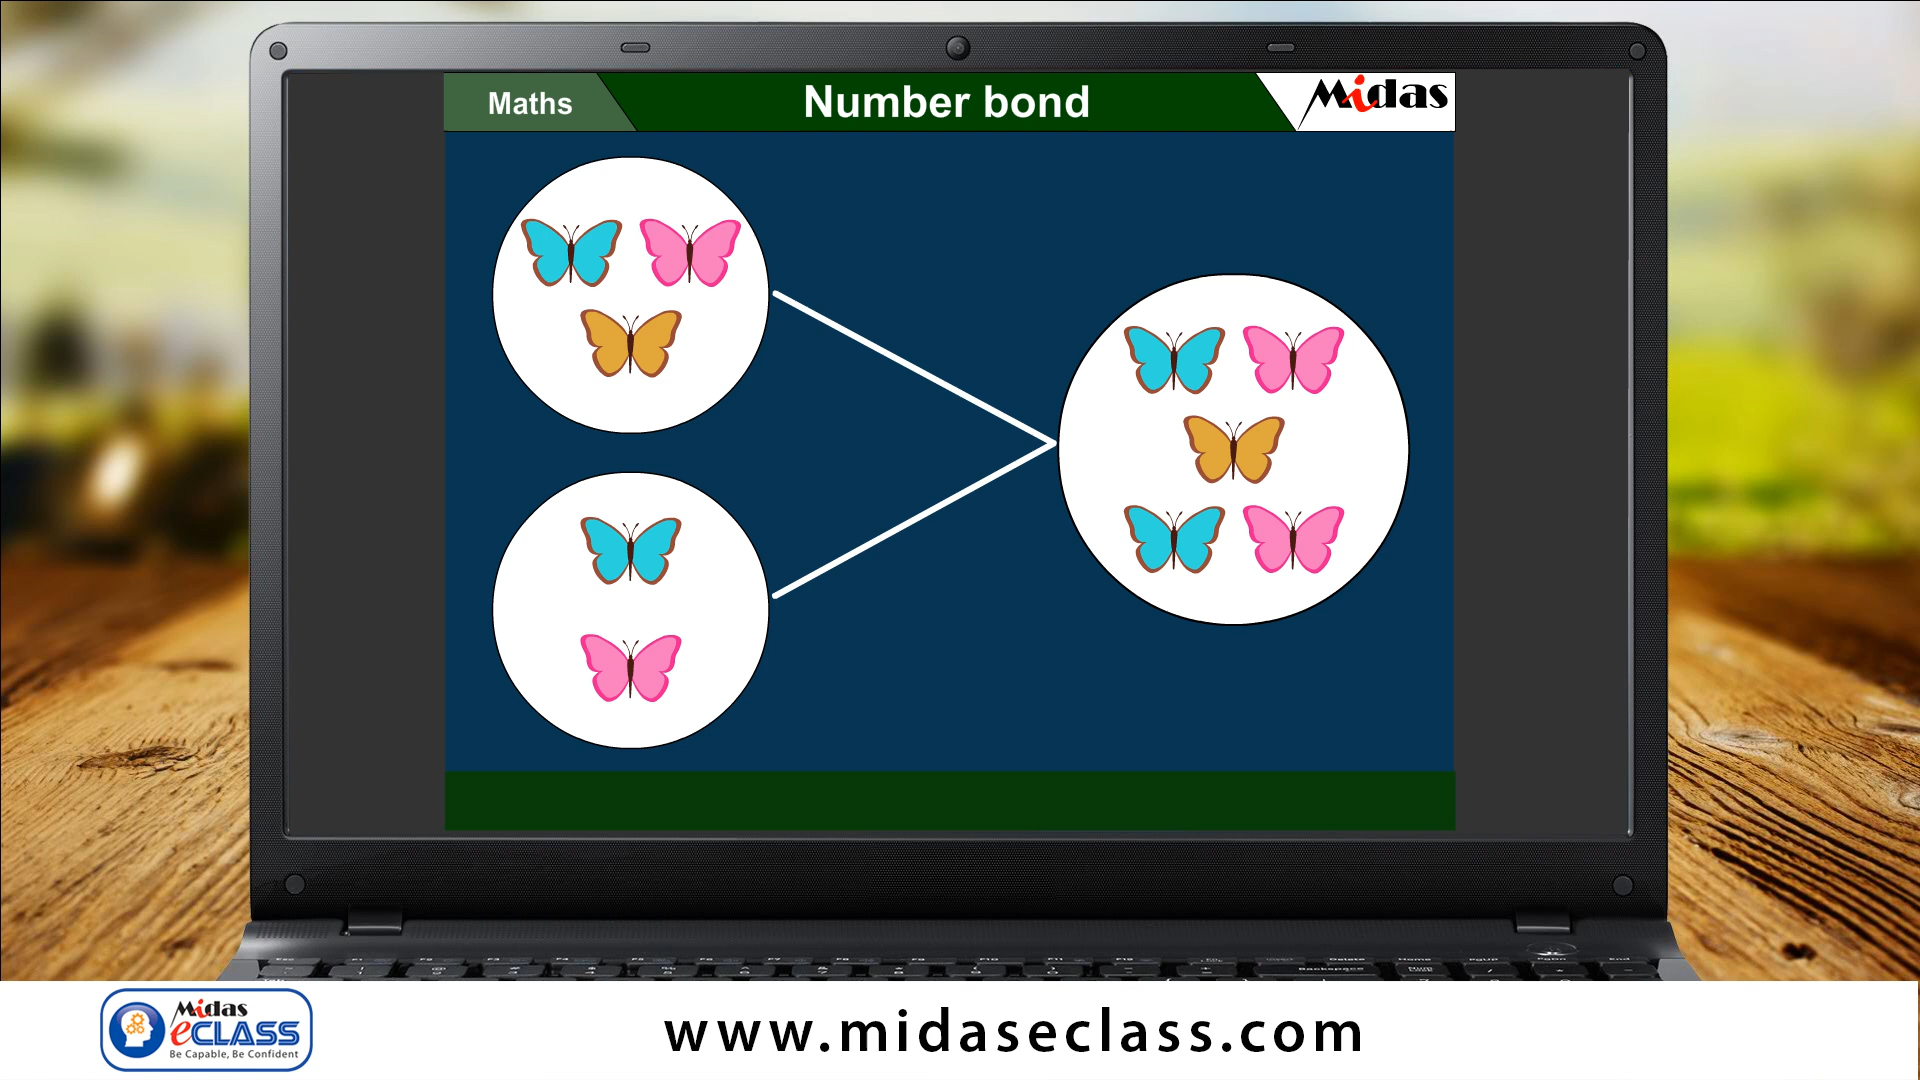 Maths
Number bond
Midas
Midas
eCLASS
Be Capable, Be Confident
www.midaseclass.com